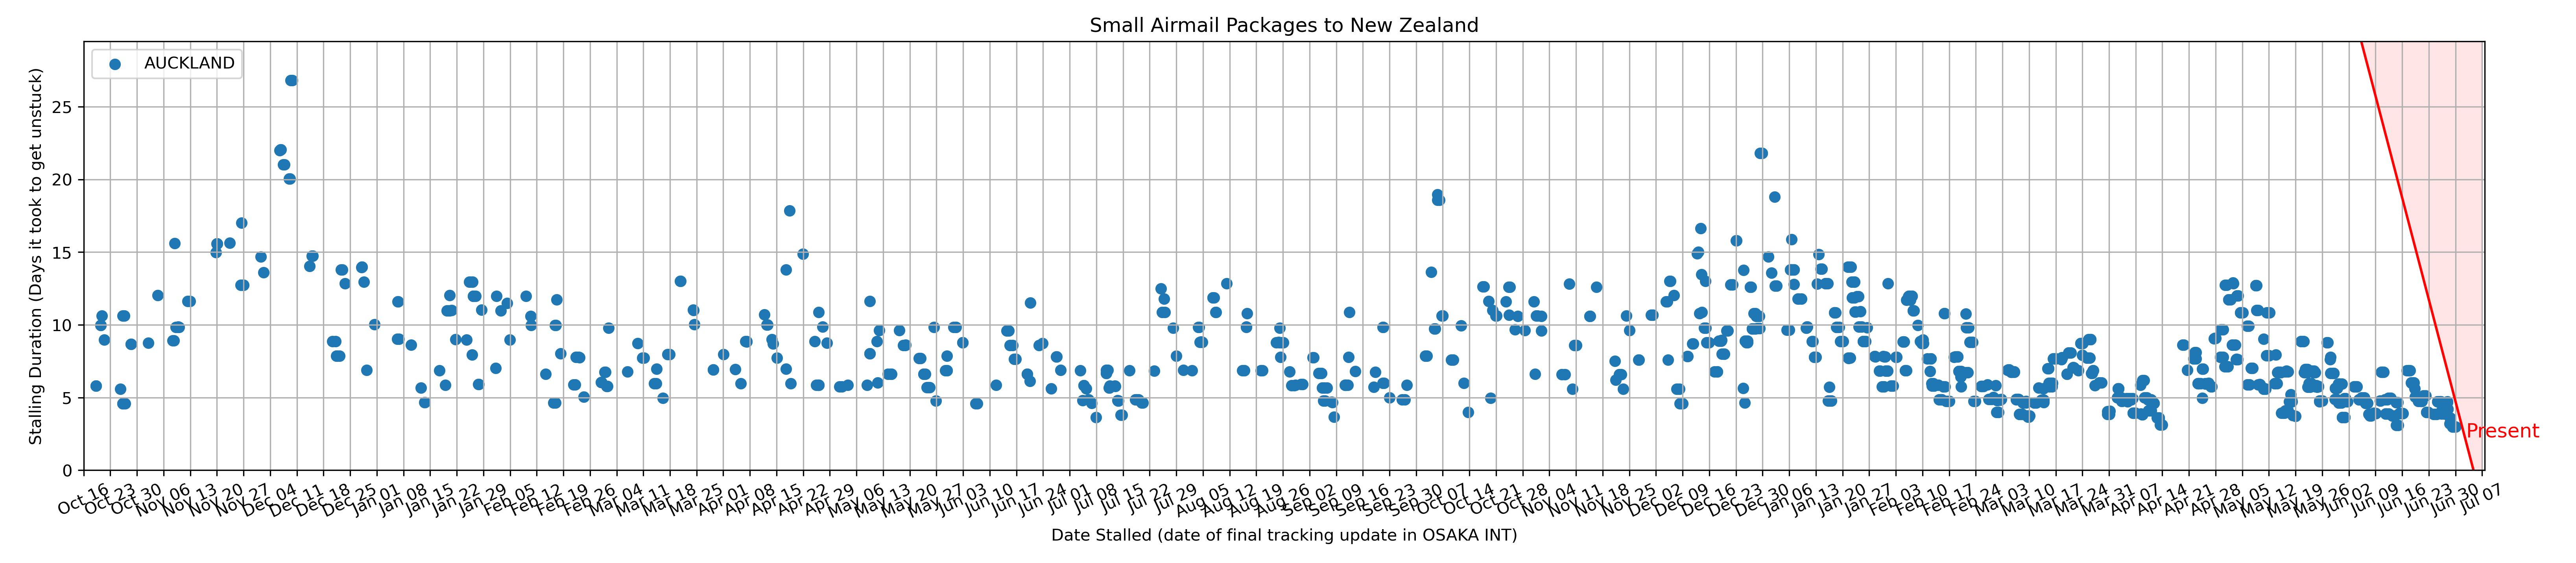 Small Airmail Packages to New Zealand
AUCKLAND
Stalling Duration (Days it took to get unstuck)
25
20
15
10
5
0
Present
Oct 16
Oct 23
Oct 30
Nov 06
Nov 13
Nov 20
Nov 27
Dec 04
Dec 11
Dec 18
Dec 25
Jan 01
Jan 08
Jan 15
Jan 22
Jan 29
Feb 05
Feb 12
Feb 19
Feb 26
Mar 04
Mar 11
Mar 18
Mar 25
Apr 01
Apr 08
Apr 15
Apr 22
Apr 29
May 06
May 13
May 20
May 27
Jun 03
Jun 10
Jun 17
Jun 24
Jul 01
Jul 08
Jul 15
Jul 22
Jul 29
Aug 05
Aug 12
Aug 19
Aug 26
Sep 02
Sep 09
Sep 16
Sep 23
Sep 30
Oct 07
Oct 14
Oct 21
Oct 28
Nov 04
Nov 11
Nov 18
Nov 25
Dec 02
Dec 09
Dec 16
Dec 23
Dec 30
Jan 06
Jan 13
Jan 20
Jan 27
Feb 03
Feb 10
Feb 17
Feb 24
Mar 03
Mar 10
Mar 17
Mar 24
Mar 31
Apr 07
Apr 14
Apr 21
Apr 28
May 05
May 12
May 19
May 26
Jun 02
Jun 09
Jun 16
Jun 23
Jun 30
Jul 07
Date Stalled (date of final tracking update in OSAKA INT)